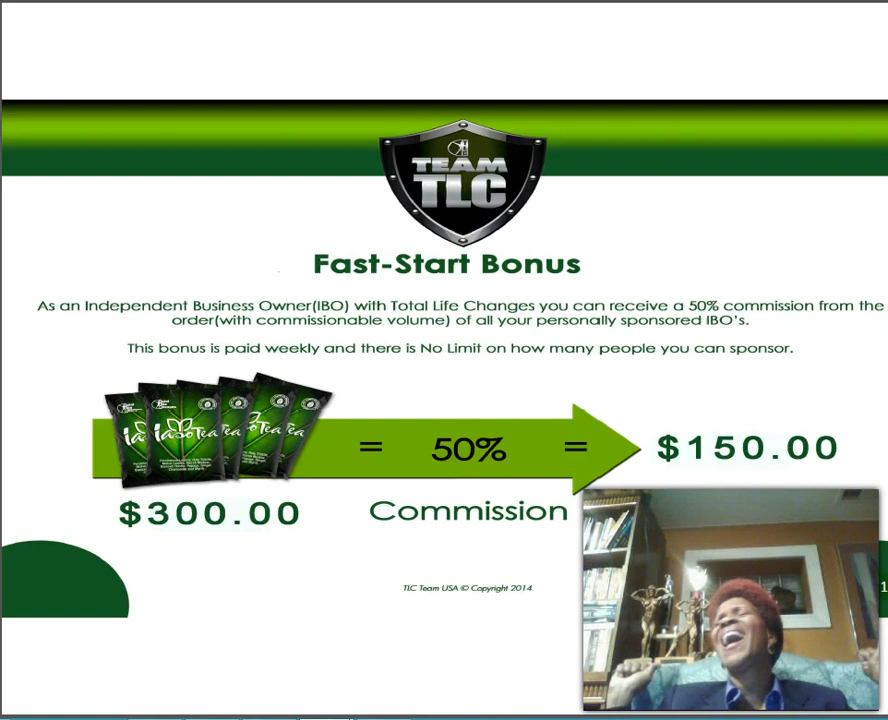 TEAM
TLC
Fast-Start Bonus
As an Independent Business Owner(IBO) with Total Life Changes you can receive a 50% commission from the
order(with commissionable volume) of all your personally sponsored IBO's.
This bonus is paid weekly and there is No Limit on how many people you can sponsor.
IasoTea
= 50% = $150.00
$300.00 Commission
TLC Team USA © Copyright 2014